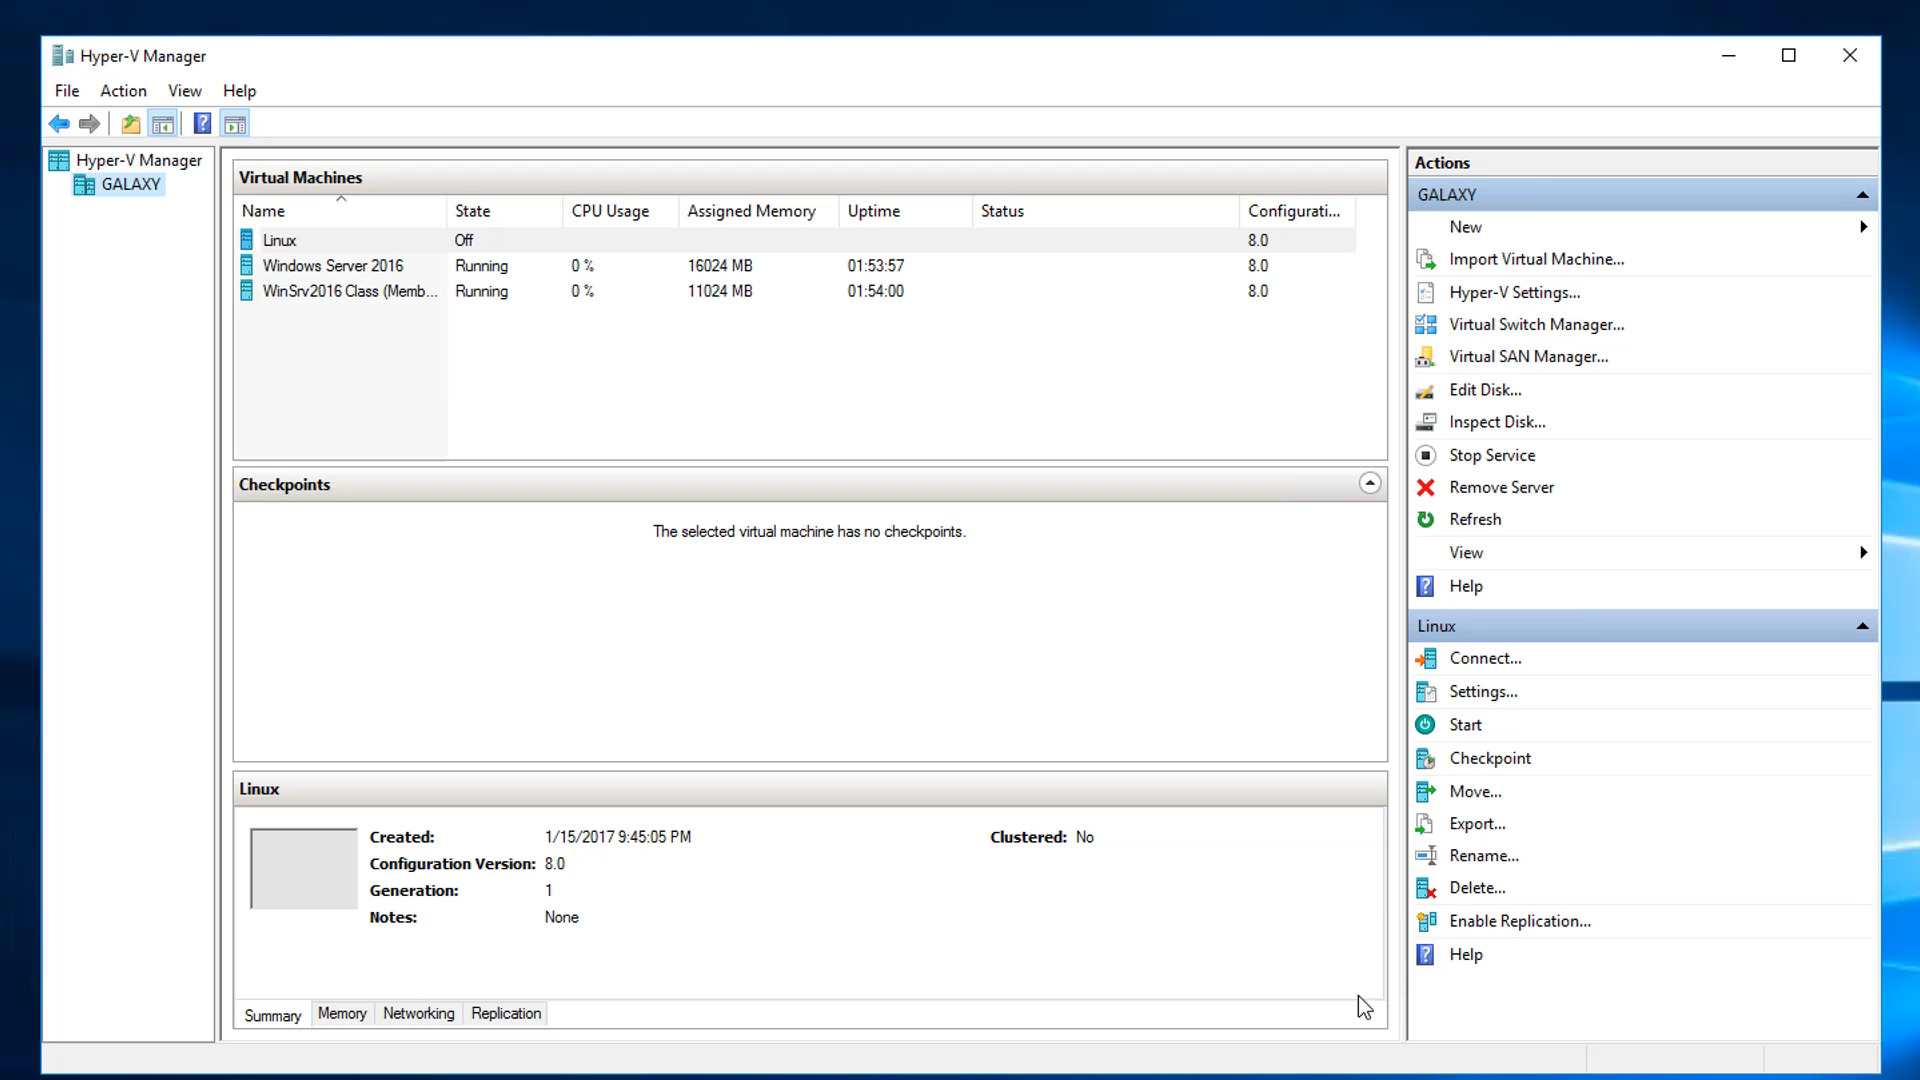 Hyper-V Manager
File Action View Help
Hyper-V Manager
GALAXY
Virtual Machines
Name State CPU Usage Assigned Memory Uptime Status Configurati...
Linux Off 8.0
Windows Server 2016 Running 0 % 16024 MB 01:53:57 8.0
WinSrv2016 Class (Memb... Running 0 % 11024 MB 01:54:00 8.0
Checkpoints
The selected virtual machine has no checkpoints.
Linux
Created: 1/15/2017 9:45:05 PM Clustered: No
Configuration Version: 8.0
Generation: 1
Notes: None
Summary Memory Networking Replication
Actions
GALAXY
New
Import Virtual Machine...
Hyper-V Settings...
Virtual Switch Manager...
Virtual SAN Manager...
Edit Disk...
Inspect Disk...
Stop Service
Remove Server
Refresh
View
Help
Linux
Connect...
Settings...
Start
Checkpoint
Move...
Export...
Rename...
Delete...
Enable Replication...
Help